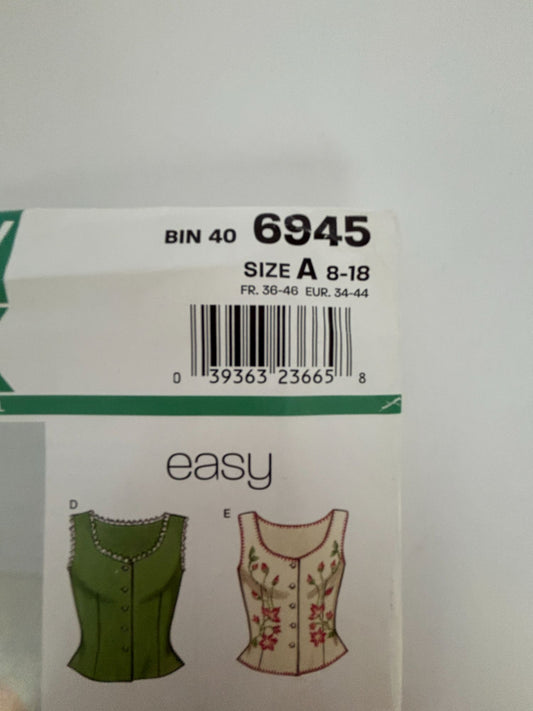 BIN 40 6945
SIZE A 8-18
FR. 36-46 EUR. 34-44
0 39363 23665 8
easy
D
E